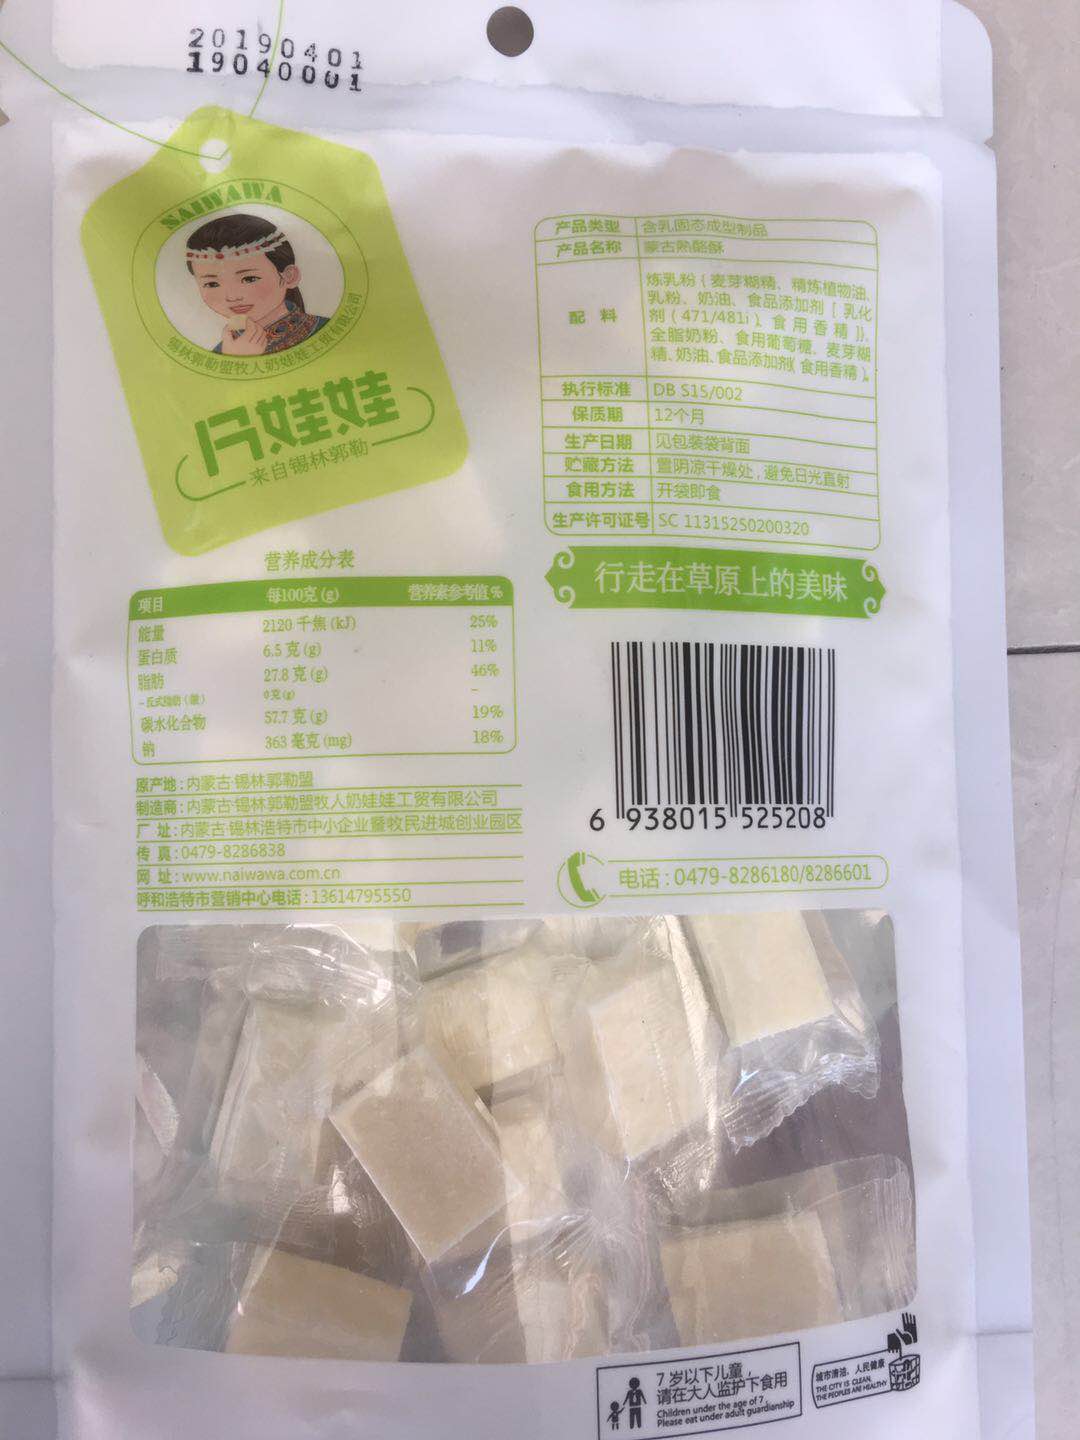 20190401
19040001
NAIWAWA
锡林郭勒盟牧人奶娃娃工贸有限公司
娃娃
来自锡林郭勒
产品类型 含乳固态成型制品
产品名称 蒙古熟酪酥
配 料 炼乳粉{麦芽糊精、精炼植物油、
乳粉、奶油、食品添加剂[乳化
剂(471/481i)、食用香精]}、
全脂奶粉、食用葡萄糖、麦芽糊
精、奶油、食品添加剂(食用香精)。
执行标准 DB S15/002
保质期 12个月
生产日期 见包装袋背面
贮藏方法 置阴凉干燥处,避免日光直射
食用方法 开袋即食
生产许可证号 SC 11315250200320
行走在草原上的美味
营养成分表
项目 每100克(g) 营养素参考值%
能量 2120 千焦(kJ) 25%
蛋白质 6.5 克(g) 11%
脂肪 27.8 克(g) 46%
-反式脂肪(酸) 0克(g) -
碳水化合物 57.7 克(g) 19%
钠 363 毫克(mg) 18%
原产地:内蒙古·锡林郭勒盟
制造商:内蒙古·锡林郭勒盟牧人奶娃娃工贸有限公司
厂 址:内蒙古·锡林浩特市中小企业暨牧民进城创业园区
传 真:0479-8286838
网 址:www.naiwawa.com.cn
呼和浩特市营销中心电话:13614795550
6 938015 525208
电话:0479-8286180/8286601
7 岁以下儿童,
请在大人监护下食用
Children under the age of 7,
Please eat under adult guardianship
城市清洁、人民健康
THE CITY IS CLEAN,
THE PEOPLES ARE HEALTHY